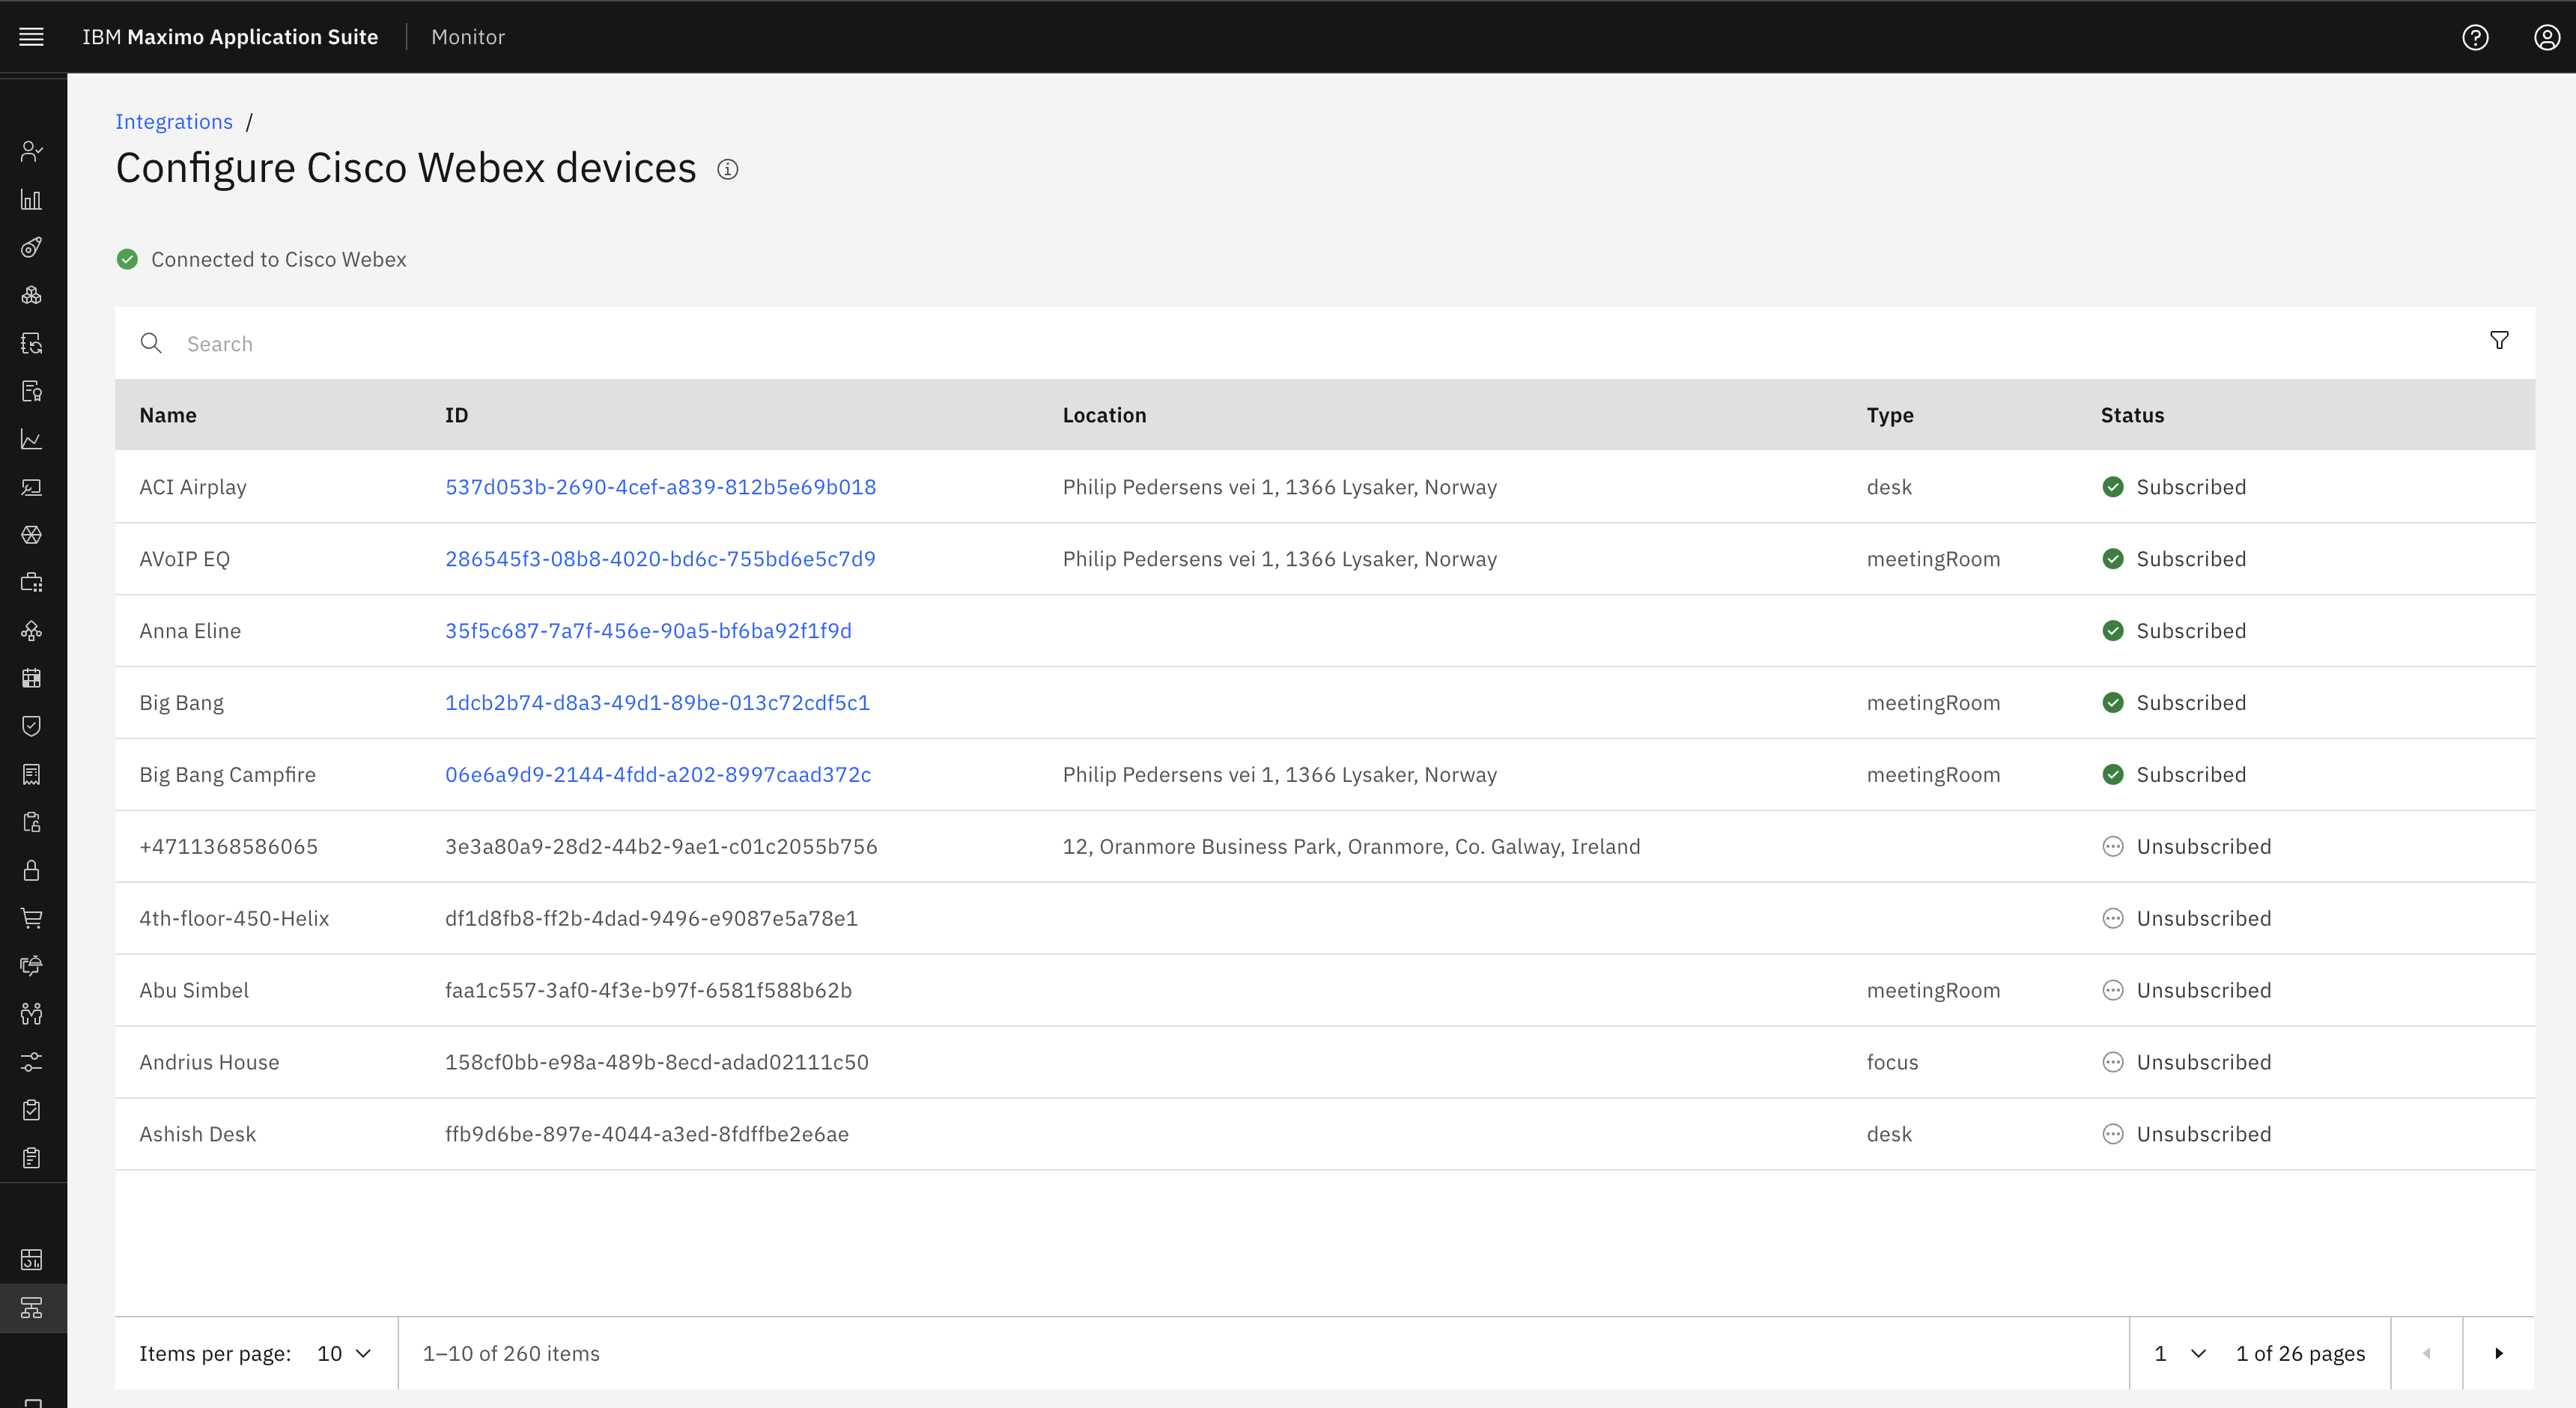 IBM Maximo Application Suite | Monitor
Integrations /
Configure Cisco Webex devices
Connected to Cisco Webex
Search
Name ID Location Type Status
ACI Airplay 537d053b-2690-4cef-a839-812b5e69b018 Philip Pedersens vei 1, 1366 Lysaker, Norway desk Subscribed
AVoIP EQ 286545f3-08b8-4020-bd6c-755bd6e5c7d9 Philip Pedersens vei 1, 1366 Lysaker, Norway meetingRoom Subscribed
Anna Eline 35f5c687-7a7f-456e-90a5-bf6ba92f1f9d Subscribed
Big Bang 1dcb2b74-d8a3-49d1-89be-013c72cdf5c1 meetingRoom Subscribed
Big Bang Campfire 06e6a9d9-2144-4fdd-a202-8997caad372c Philip Pedersens vei 1, 1366 Lysaker, Norway meetingRoom Subscribed
+4711368586065 3e3a80a9-28d2-44b2-9ae1-c01c2055b756 12, Oranmore Business Park, Oranmore, Co. Galway, Ireland Unsubscribed
4th-floor-450-Helix df1d8fb8-ff2b-4dad-9496-e9087e5a78e1 Unsubscribed
Abu Simbel faa1c557-3af0-4f3e-b97f-6581f588b62b meetingRoom Unsubscribed
Andrius House 158cf0bb-e98a-489b-8ecd-adad02111c50 focus Unsubscribed
Ashish Desk ffb9d6be-897e-4044-a3ed-8fdffbe2e6ae desk Unsubscribed
Items per page: 10 1–10 of 260 items 1 1 of 26 pages